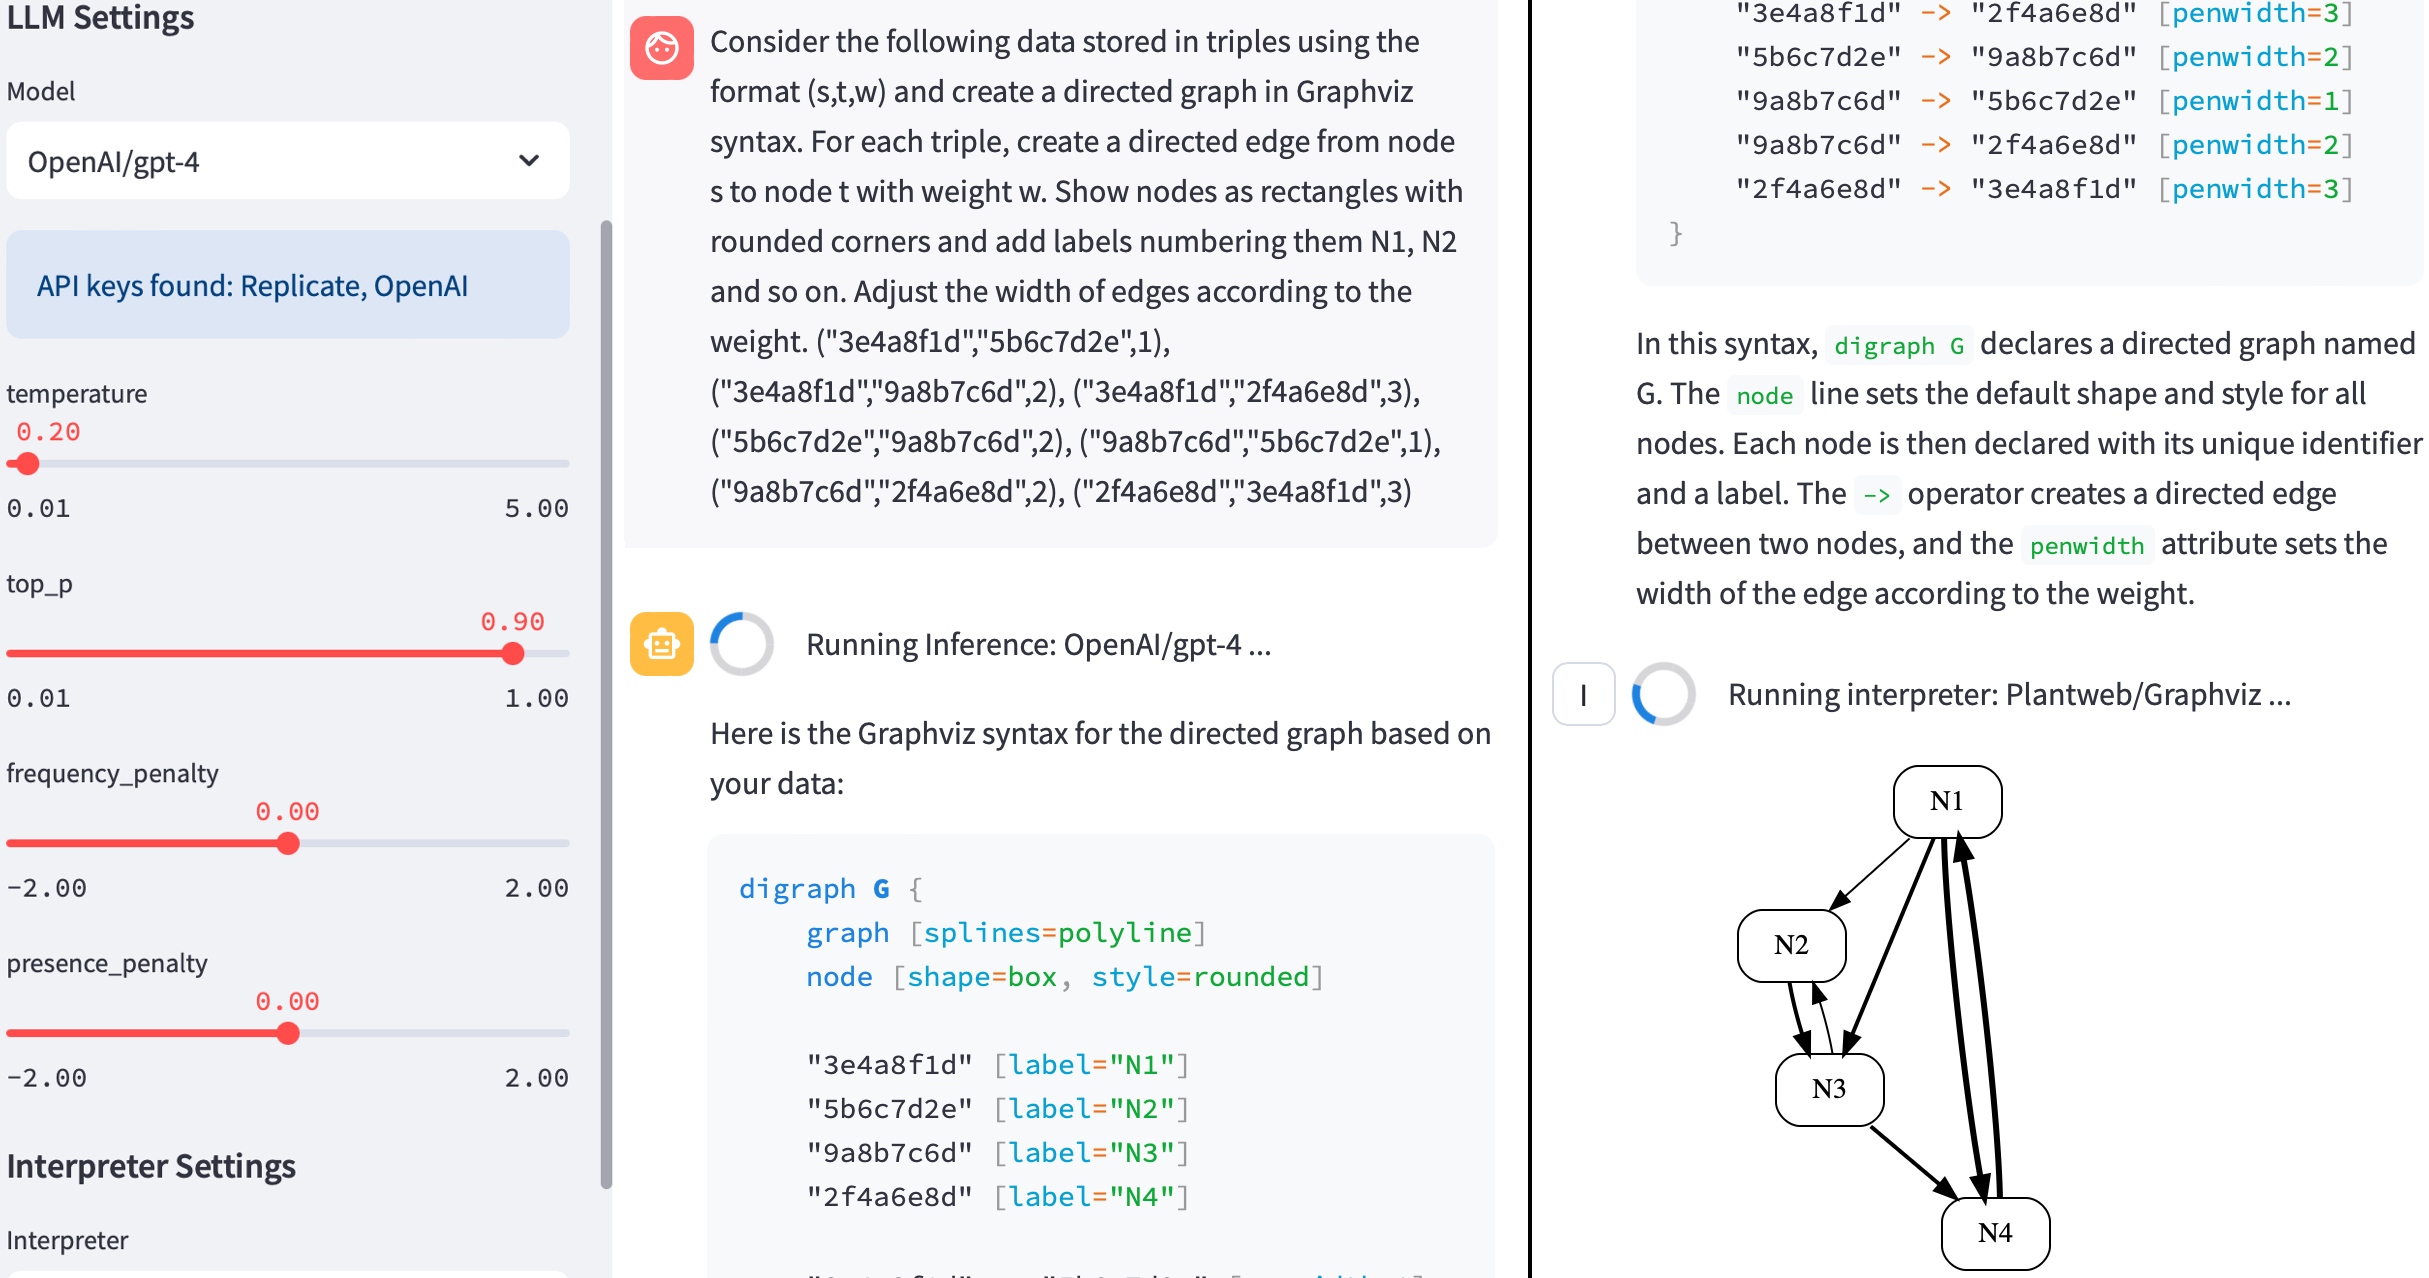 LLM Settings
Model
OpenAI/gpt-4
API keys found: Replicate, OpenAI
temperature
0.20
0.01 5.00
top_p
0.90
0.01 1.00
frequency_penalty
0.00
-2.00 2.00
presence_penalty
0.00
-2.00 2.00
Interpreter Settings
Interpreter
Consider the following data stored in triples using the
format (s,t,w) and create a directed graph in Graphviz
syntax. For each triple, create a directed edge from node
s to node t with weight w. Show nodes as rectangles with
rounded corners and add labels numbering them N1, N2
and so on. Adjust the width of edges according to the
weight. ("3e4a8f1d","5b6c7d2e",1),
("3e4a8f1d","9a8b7c6d",2), ("3e4a8f1d","2f4a6e8d",3),
("5b6c7d2e","9a8b7c6d",2), ("9a8b7c6d","5b6c7d2e",1),
("9a8b7c6d","2f4a6e8d",2), ("2f4a6e8d","3e4a8f1d",3)
Running Inference: OpenAI/gpt-4 ...
Here is the Graphviz syntax for the directed graph based on
your data:
digraph G {
graph [splines=polyline]
node [shape=box, style=rounded]
"3e4a8f1d" [label="N1"]
"5b6c7d2e" [label="N2"]
"9a8b7c6d" [label="N3"]
"2f4a6e8d" [label="N4"]
"3e4a8f1d" -> "2f4a6e8d" [penwidth=3]
"5b6c7d2e" -> "9a8b7c6d" [penwidth=2]
"9a8b7c6d" -> "5b6c7d2e" [penwidth=1]
"9a8b7c6d" -> "2f4a6e8d" [penwidth=2]
"2f4a6e8d" -> "3e4a8f1d" [penwidth=3]
}
In this syntax, digraph G declares a directed graph named
G. The node line sets the default shape and style for all
nodes. Each node is then declared with its unique identifier
and a label. The -> operator creates a directed edge
between two nodes, and the penwidth attribute sets the
width of the edge according to the weight.
I
Running interpreter: Plantweb/Graphviz ...
N1
N2
N3
N4